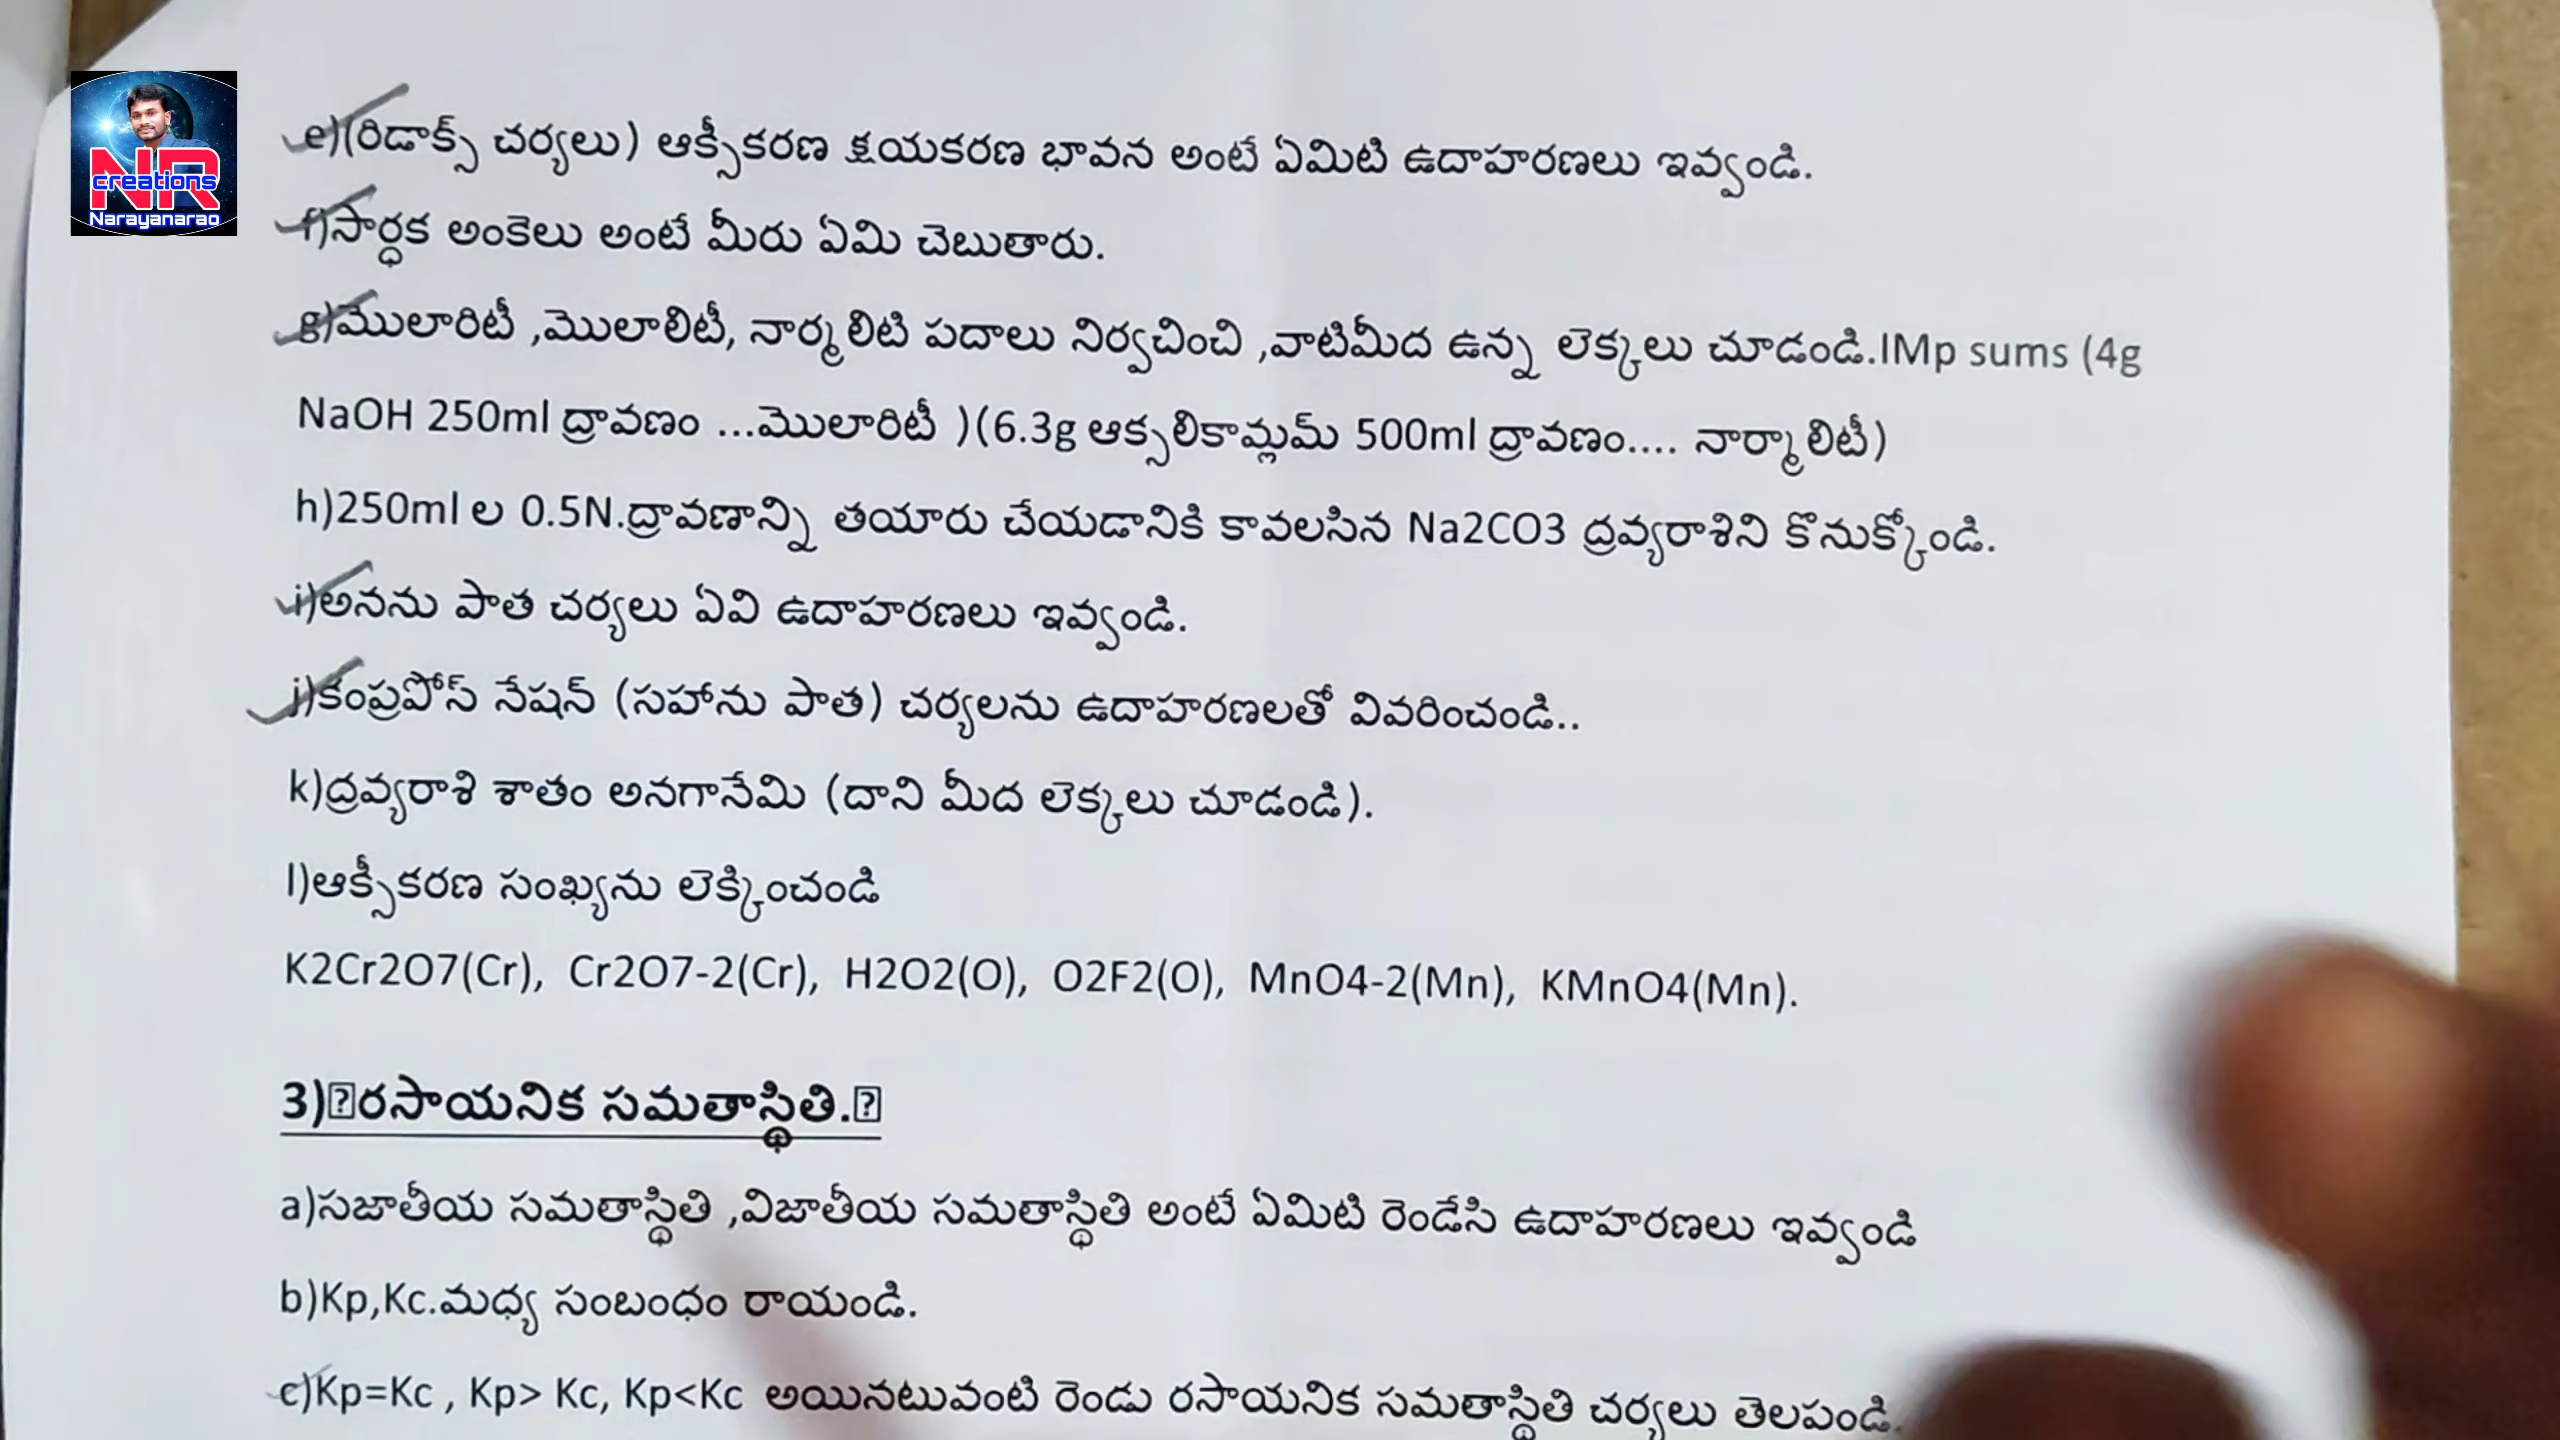 NR
creations
Narayanarao
e)(రిడాక్స్ చర్యలు) ఆక్సీకరణ క్షయకరణ భావన అంటే ఏమిటి ఉదాహరణలు ఇవ్వండి.
f)సార్ధక అంకెలు అంటే మీరు ఏమి చెబుతారు.
g)మొలారిటీ ,మొలాలిటీ, నార్మలిటి పదాలు నిర్వచించి ,వాటిమీద ఉన్న లెక్కలు చూడండి.IMp sums (4g
NaOH 250ml ద్రావణం ...మొలారిటీ )(6.3g ఆక్సలికామ్లమ్ 500ml ద్రావణం.... నార్మాలిటీ)
h)250ml ల 0.5N.ద్రావణాన్ని తయారు చేయడానికి కావలసిన Na2CO3 ద్రవ్యరాశిని కొనుక్కోండి.
i)అనను పాత చర్యలు ఏవి ఉదాహరణలు ఇవ్వండి.
j)కంప్రపోస్ నేషన్ (సహాను పాత) చర్యలను ఉదాహరణలతో వివరించండి..
k)ద్రవ్యరాశి శాతం అనగానేమి (దాని మీద లెక్కలు చూడండి).
l)ఆక్సీకరణ సంఖ్యను లెక్కించండి
K2Cr2O7(Cr), Cr2O7-2(Cr), H2O2(O), O2F2(O), MnO4-2(Mn), KMnO4(Mn).
3)రసాయనిక సమతాస్థితి.
a)సజాతీయ సమతాస్థితి ,విజాతీయ సమతాస్థితి అంటే ఏమిటి రెండేసి ఉదాహరణలు ఇవ్వండి
b)Kp,Kc.మధ్య సంబంధం రాయండి.
c)Kp=Kc , Kp> Kc, Kp<Kc అయినటువంటి రెండు రసాయనిక సమతాస్థితి చర్యలు తెలపండి.